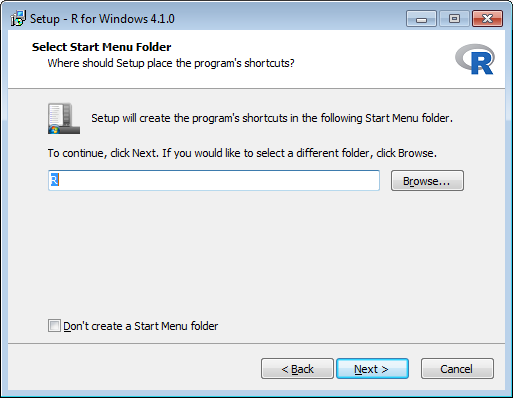 Setup - R for Windows 4.1.0
Select Start Menu Folder
Where should Setup place the program's shortcuts?
R
Setup will create the program's shortcuts in the following Start Menu folder.
To continue, click Next. If you would like to select a different folder, click Browse.
R
Browse...
Don't create a Start Menu folder
< Back
Next >
Cancel